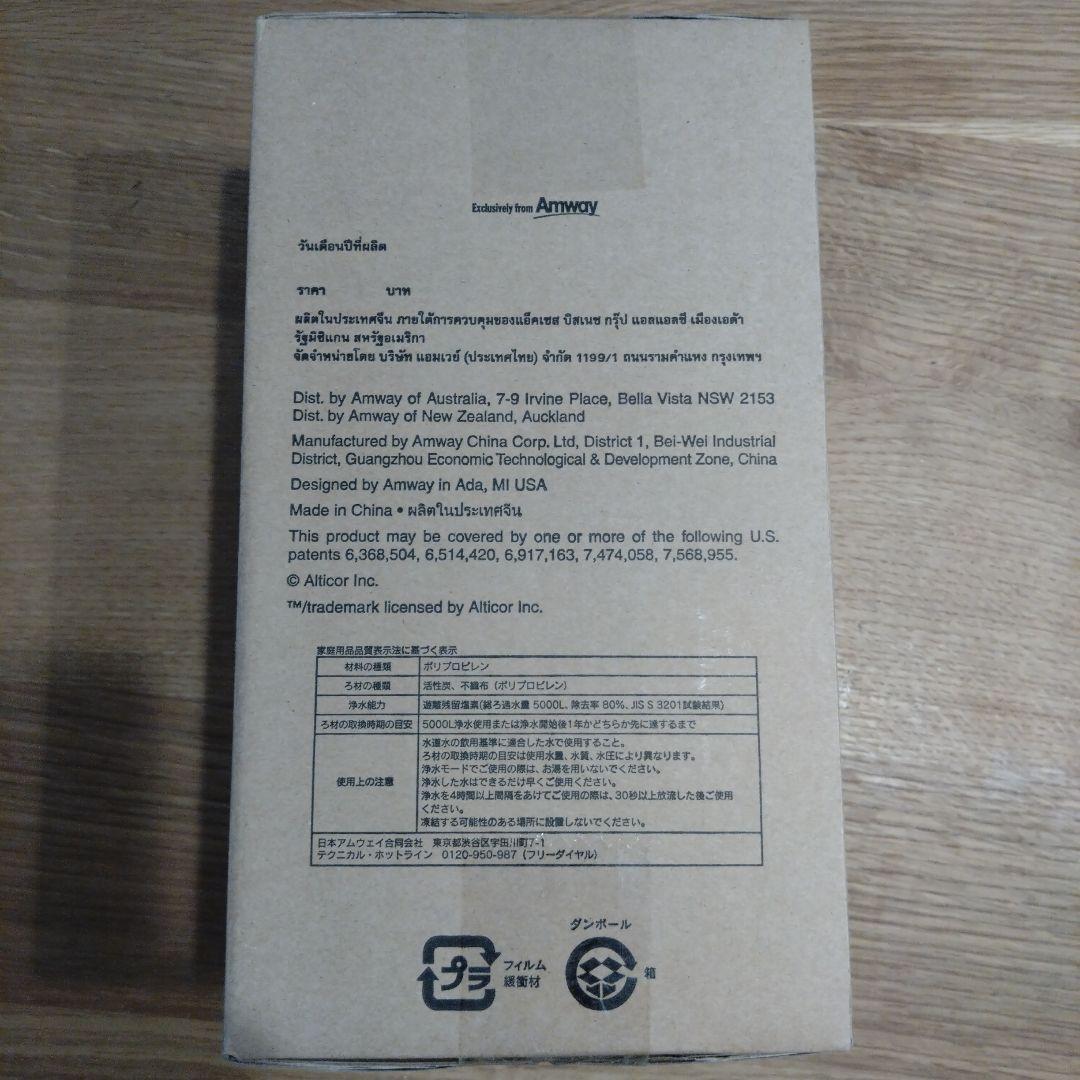 Exclusively from Amway
วันเดือนปีที่ผลิต
ราคา บาท
ผลิตในประเทศจีน ภายใต้การควบคุมของแอ็คเซส บิสเนซ กรุ๊ป แอลแอลซี เมืองเอด้า
รัฐมิชิแกน สหรัฐอเมริกา
จัดจำหน่ายโดย บริษัท แอมเวย์ (ประเทศไทย) จำกัด 1199/1 ถนนรามคำแหง กรุงเทพฯ
Dist. by Amway of Australia, 7-9 Irvine Place, Bella Vista NSW 2153
Dist. by Amway of New Zealand, Auckland
Manufactured by Amway China Corp. Ltd, District 1, Bei-Wei Industrial
District, Guangzhou Economic Technological & Development Zone, China
Designed by Amway in Ada, MI USA
Made in China • ผลิตในประเทศจีน
This product may be covered by one or more of the following U.S.
patents 6,368,504, 6,514,420, 6,917,163, 7,474,058, 7,568,955.
© Alticor Inc.
™/trademark licensed by Alticor Inc.
家庭用品品質表示法に基づく表示
材料の種類 ポリプロピレン
ろ材の種類 活性炭、不織布（ポリプロピレン）
浄水能力 遊離残留塩素(総ろ過水量 5000L、除去率 80%、JIS S 3201試験結果)
ろ材の取換時期の目安 5000L浄水使用または浄水開始後1年かどちらか先に達するまで
使用上の注意 水道水の飲用基準に適合した水で使用すること。
ろ材の取換時期の目安は使用水量、水質、水圧により異なります。
浄水モードでご使用の際は、お湯を用いないでください。
浄水した水はできるだけ早くご使用ください。
浄水を4時間以上間隔をあけてご使用の際は、30秒以上放流した後ご使用
ください。
凍結する可能性のある場所に設置しないでください。
日本アムウェイ合同会社 東京都渋谷区宇田川町7-1
テクニカル・ホットライン 0120-950-987（フリーダイヤル）
ダンボール
プラ フィルム
緩衝材
箱